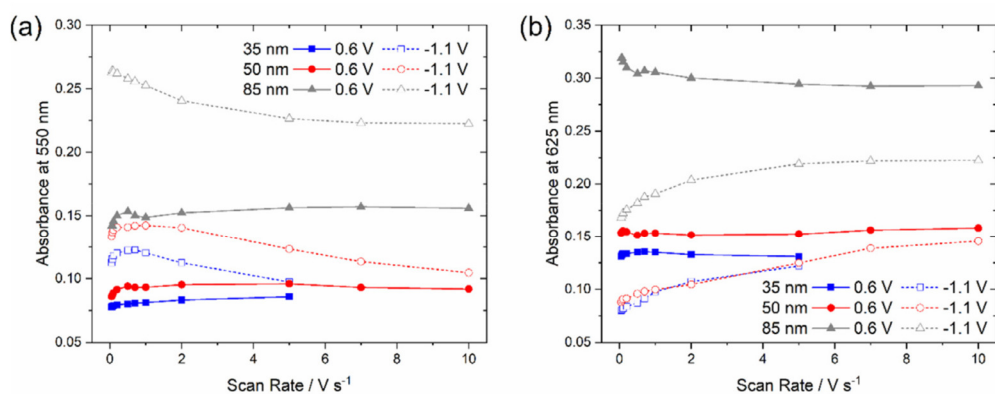 (a)
0.30
0.25
0.20
0.15
0.10
0.05
Absorbance at 550 nm
35 nm 0.6 V -1.1 V
50 nm 0.6 V -1.1 V
85 nm 0.6 V -1.1 V
0 2 4 6 8 10
Scan Rate / V s⁻¹
(b)
0.35
0.30
0.25
0.20
0.15
0.10
0.05
Absorbance at 625 nm
35 nm 0.6 V -1.1 V
50 nm 0.6 V -1.1 V
85 nm 0.6 V -1.1 V
0 2 4 6 8 10
Scan Rate / V s⁻¹